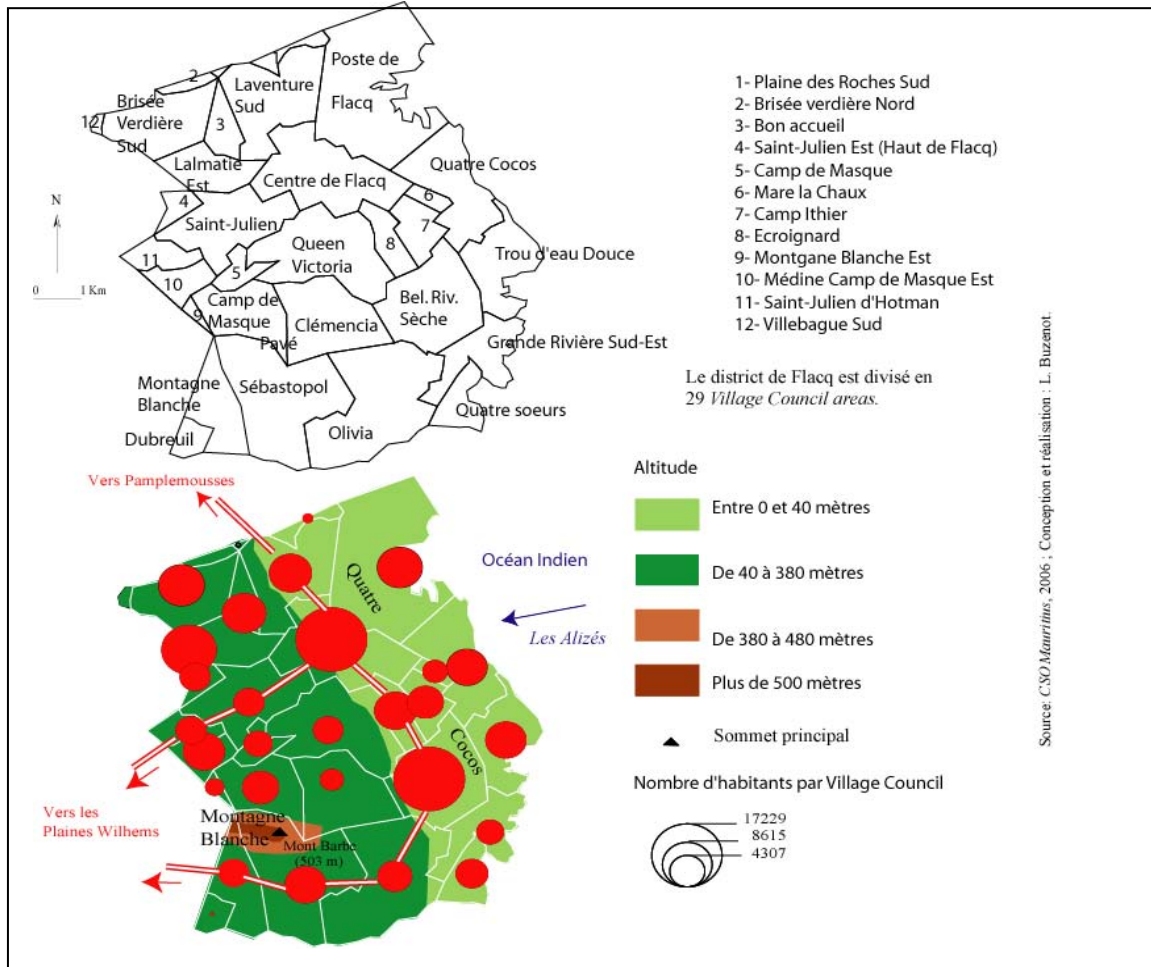 Poste de
Flacq
Laventure
Sud
2
Brisée
Verdière
Sud
12
3
Lalmatie
Est
Quatre Cocos
Centre de Flacq
4
6
Saint-Julien
7
Queen
Victoria
8
Trou d'eau Douce
11
5
10
Bel. Riv.
Sèche
Camp de
Masque
Pavé
9
Clémencia
Grande Rivière Sud-Est
Montagne
Blanche
Sébastopol
Quatre soeurs
Dubreuil
Olivia
N
0 1 Km
1- Plaine des Roches Sud
2- Brisée verdière Nord
3- Bon accueil
4- Saint-Julien Est (Haut de Flacq)
5- Camp de Masque
6- Mare la Chaux
7- Camp Ithier
8- Ecroignard
9- Montgane Blanche Est
10- Médine Camp de Masque Est
11- Saint-Julien d'Hotman
12- Villebague Sud
Le district de Flacq est divisé en
29 Village Council areas.
Vers Pamplemousses
Quatre
Cocos
Océan Indien
Les Alizés
Vers les
Plaines Wilhems
Montagne
Blanche
Mont Barbe
(503 m)
Altitude
Entre 0 et 40 mètres
De 40 à 380 mètres
De 380 à 480 mètres
Plus de 500 mètres
Sommet principal
Nombre d'habitants par Village Council
17229
8615
4307
Source: CSO Mauritius, 2006 ; Conception et réalisation : L. Buzenot.